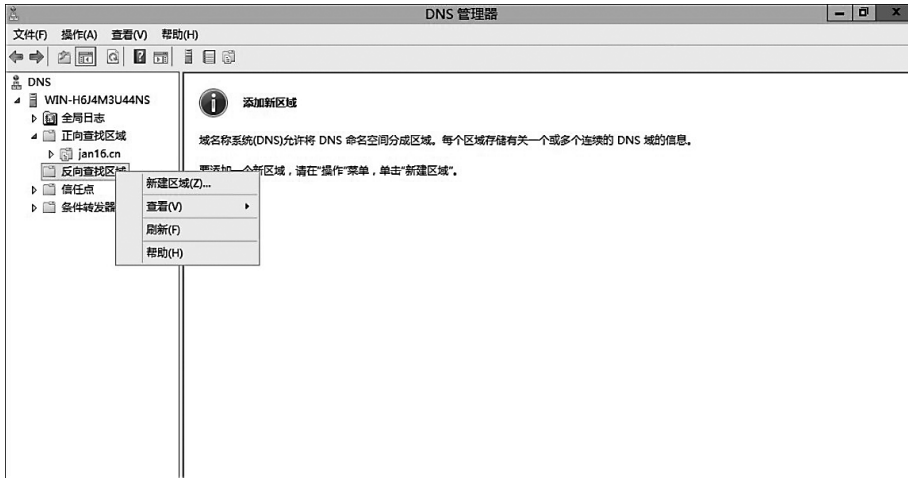 DNS 管理器
文件(F) 操作(A) 查看(V) 帮助(H)
DNS
WIN-H6J4M3U44NS
全局日志
正向查找区域
jan16.cn
反向查找区域
信任点
条件转发器
新建区域(Z)...
查看(V)
刷新(F)
帮助(H)
添加新区域
域名称系统(DNS)允许将 DNS 命名空间分成区域。每个区域存储有关一个或多个连续的 DNS 域的信息。
要添加一个新区域，请在"操作"菜单，单击"新建区域"。